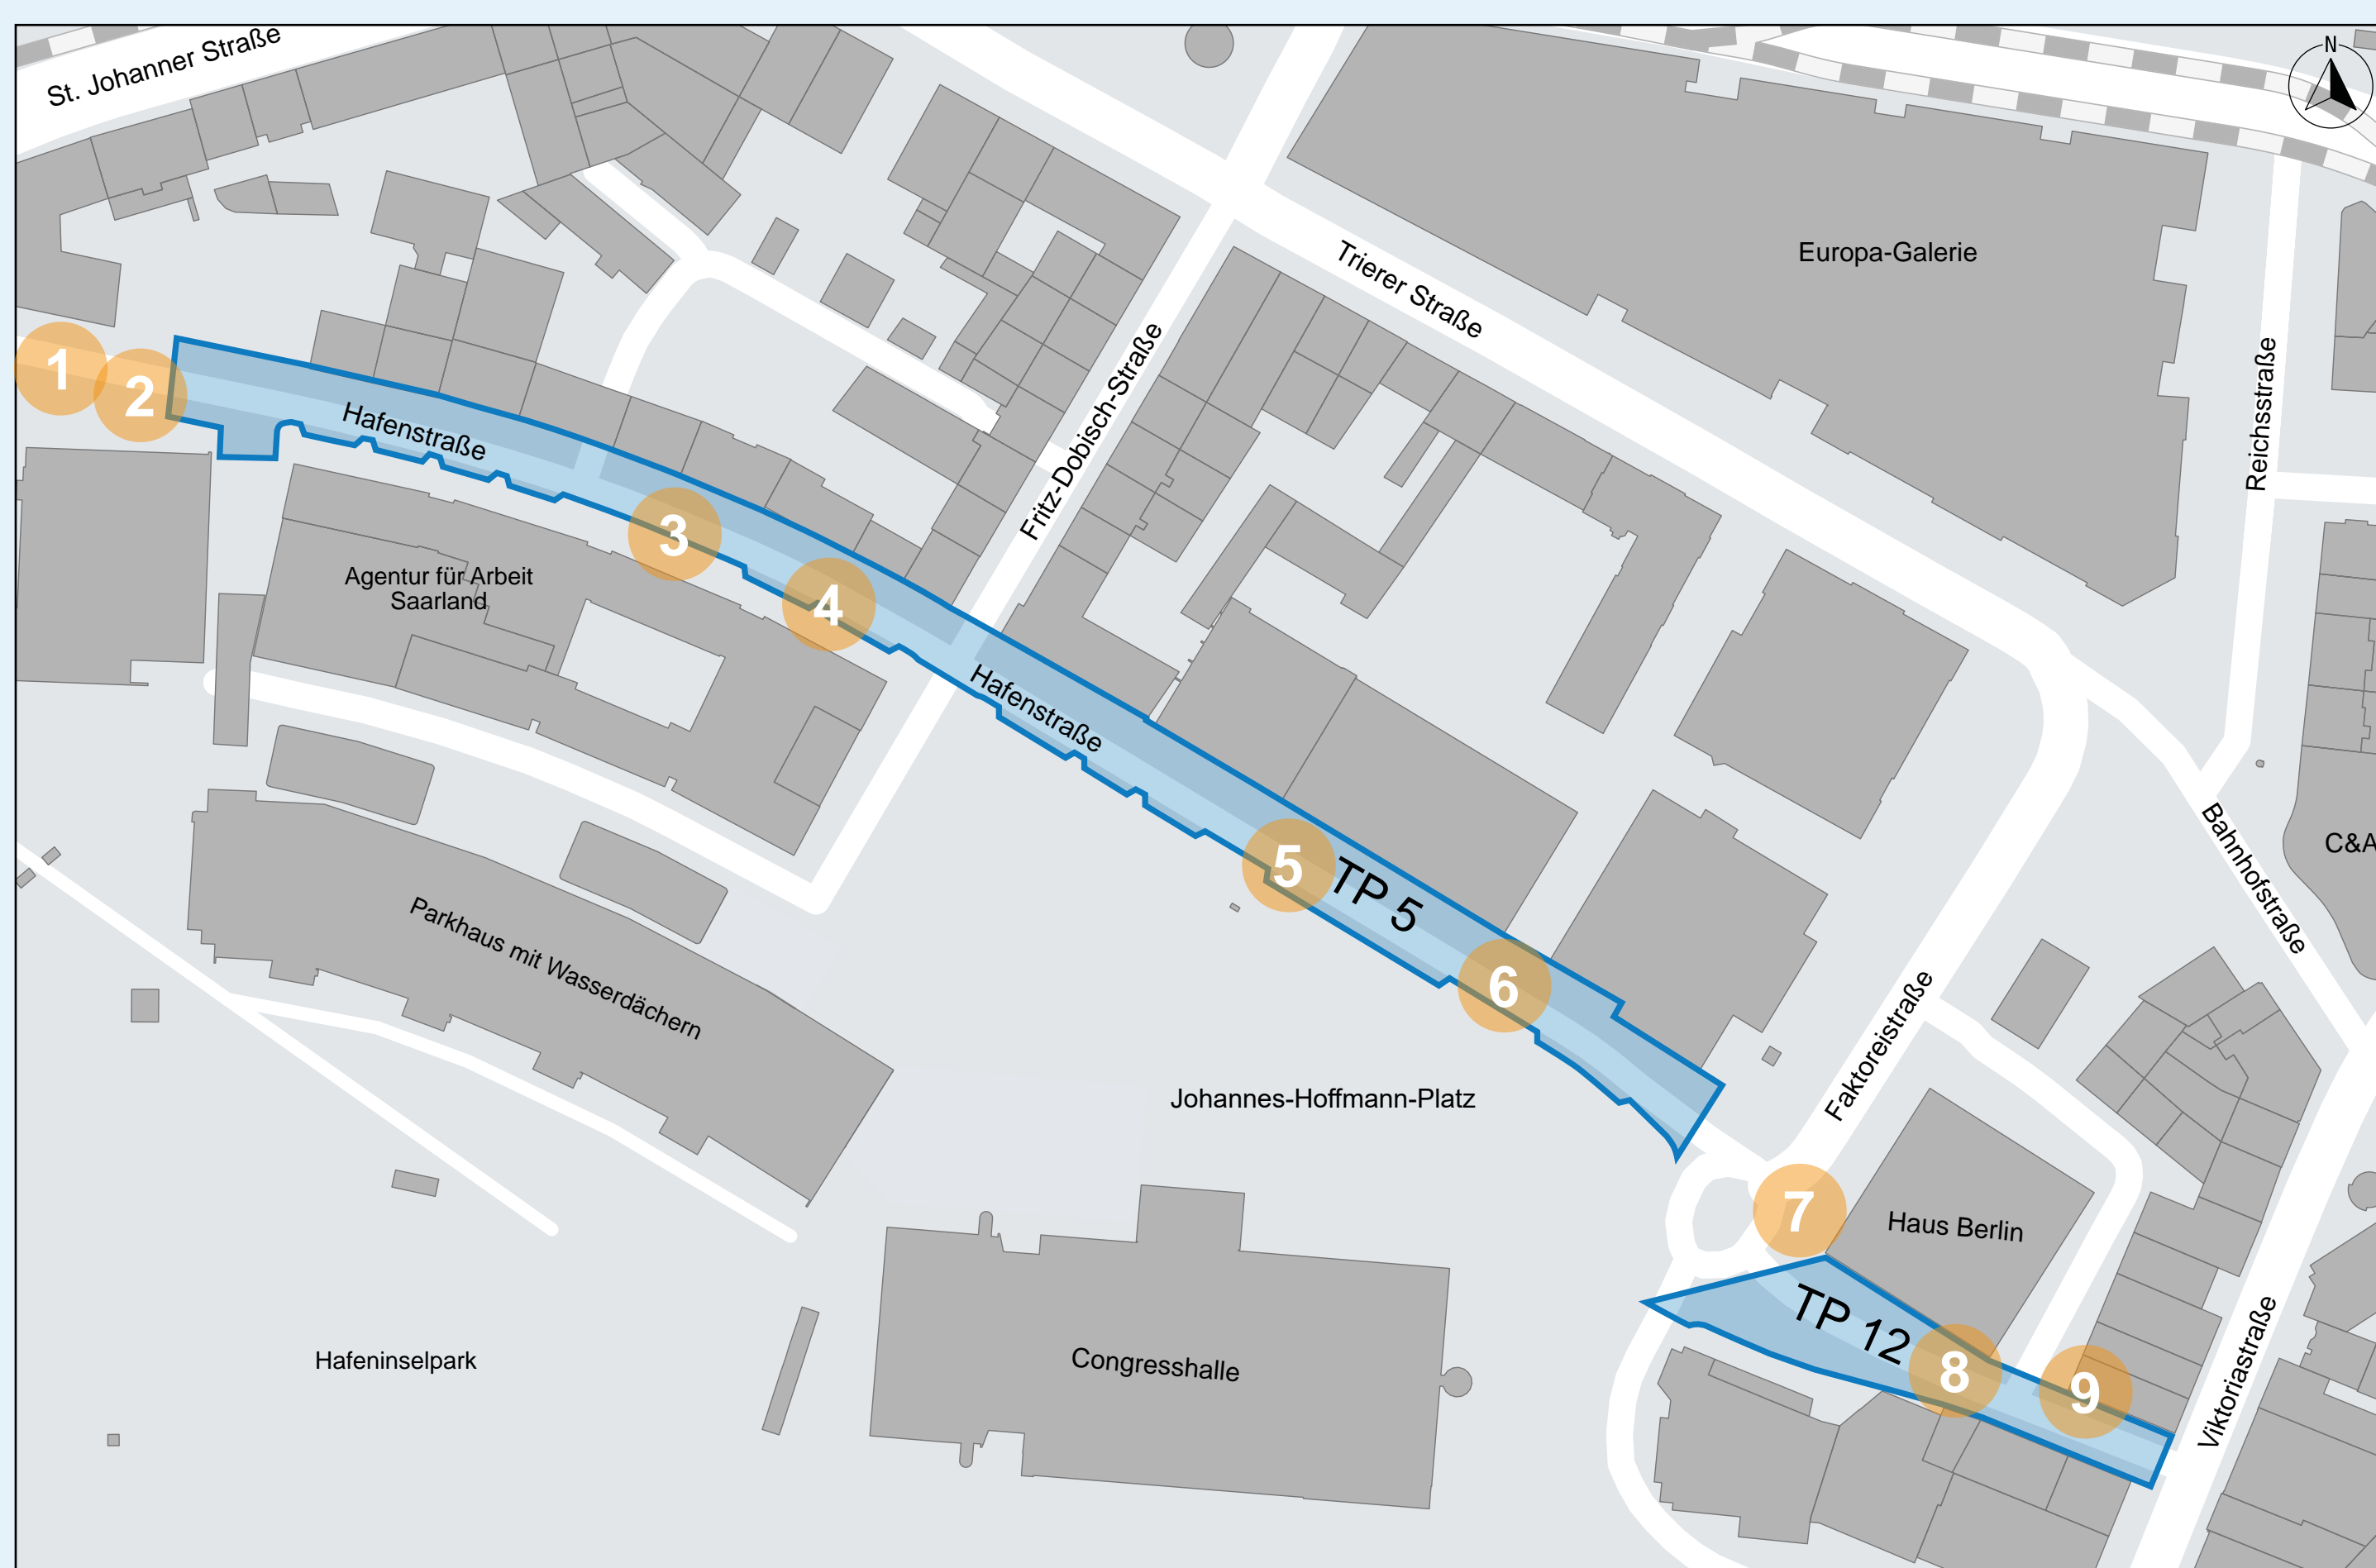 St. Johanner Straße
N
Europa-Galerie
Trierer Straße
Reichsstraße
Fritz-Dobisch-Straße
1
2
Hafenstraße
3
4
Agentur für Arbeit
Saarland
Hafenstraße
Bahnhofstraße
C&A
5
TP 5
6
Parkhaus mit Wasserdächern
Faktoreistraße
Johannes-Hoffmann-Platz
7
Haus Berlin
TP 12
8
9
Viktoriastraße
Hafeninselpark
Congresshalle